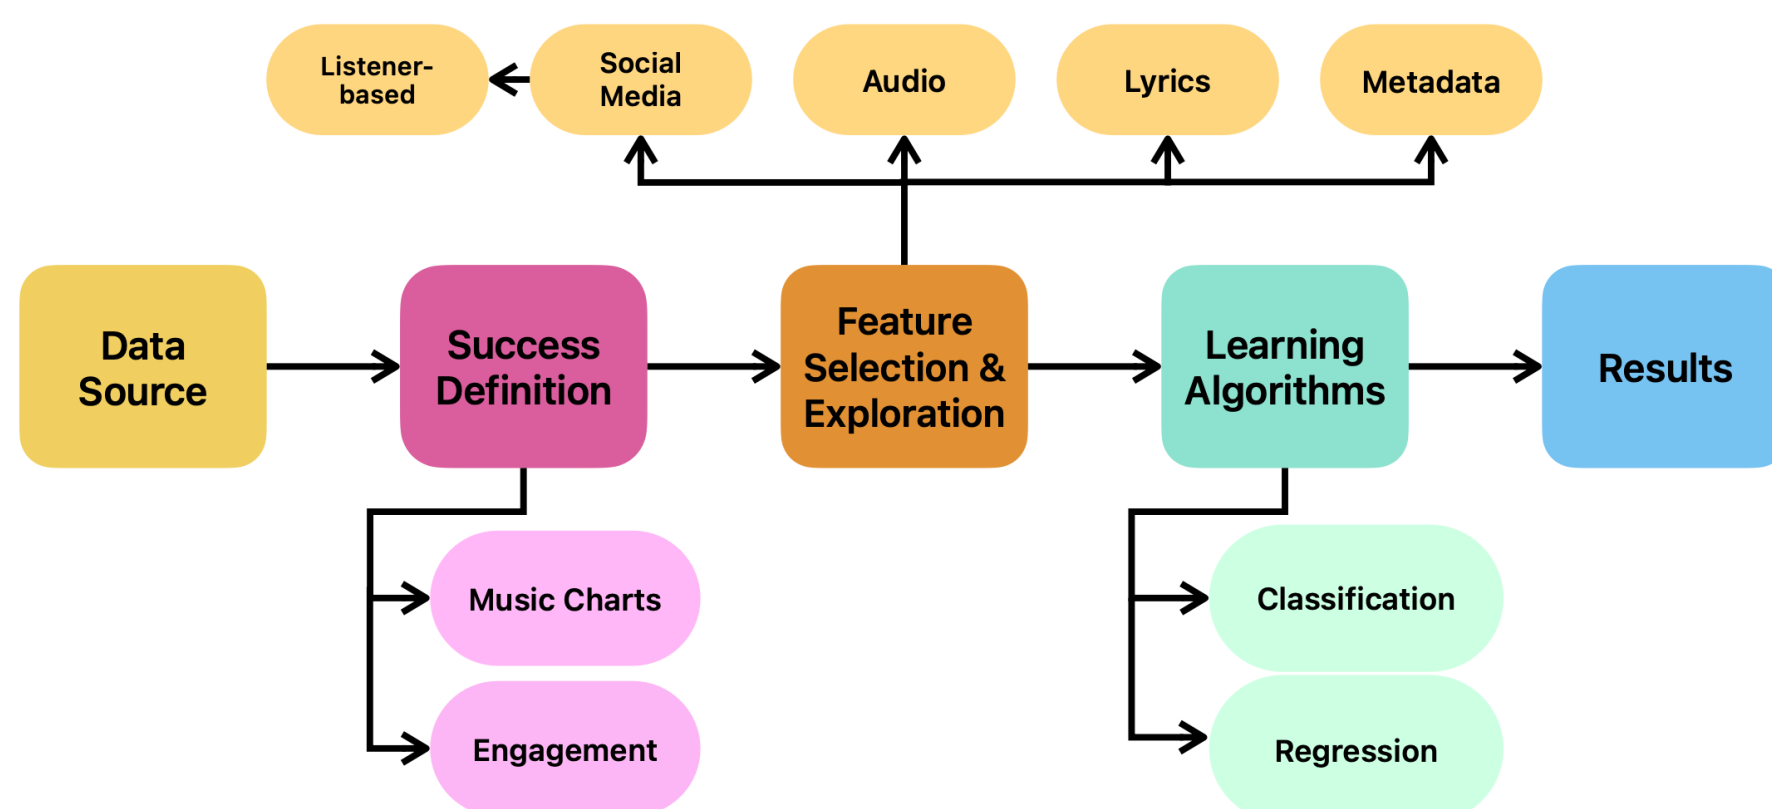 Listener-
based
Social
Media
Audio
Lyrics
Metadata
Data
Source
Success
Definition
Feature
Selection &
Exploration
Learning
Algorithms
Results
Music Charts
Engagement
Classification
Regression